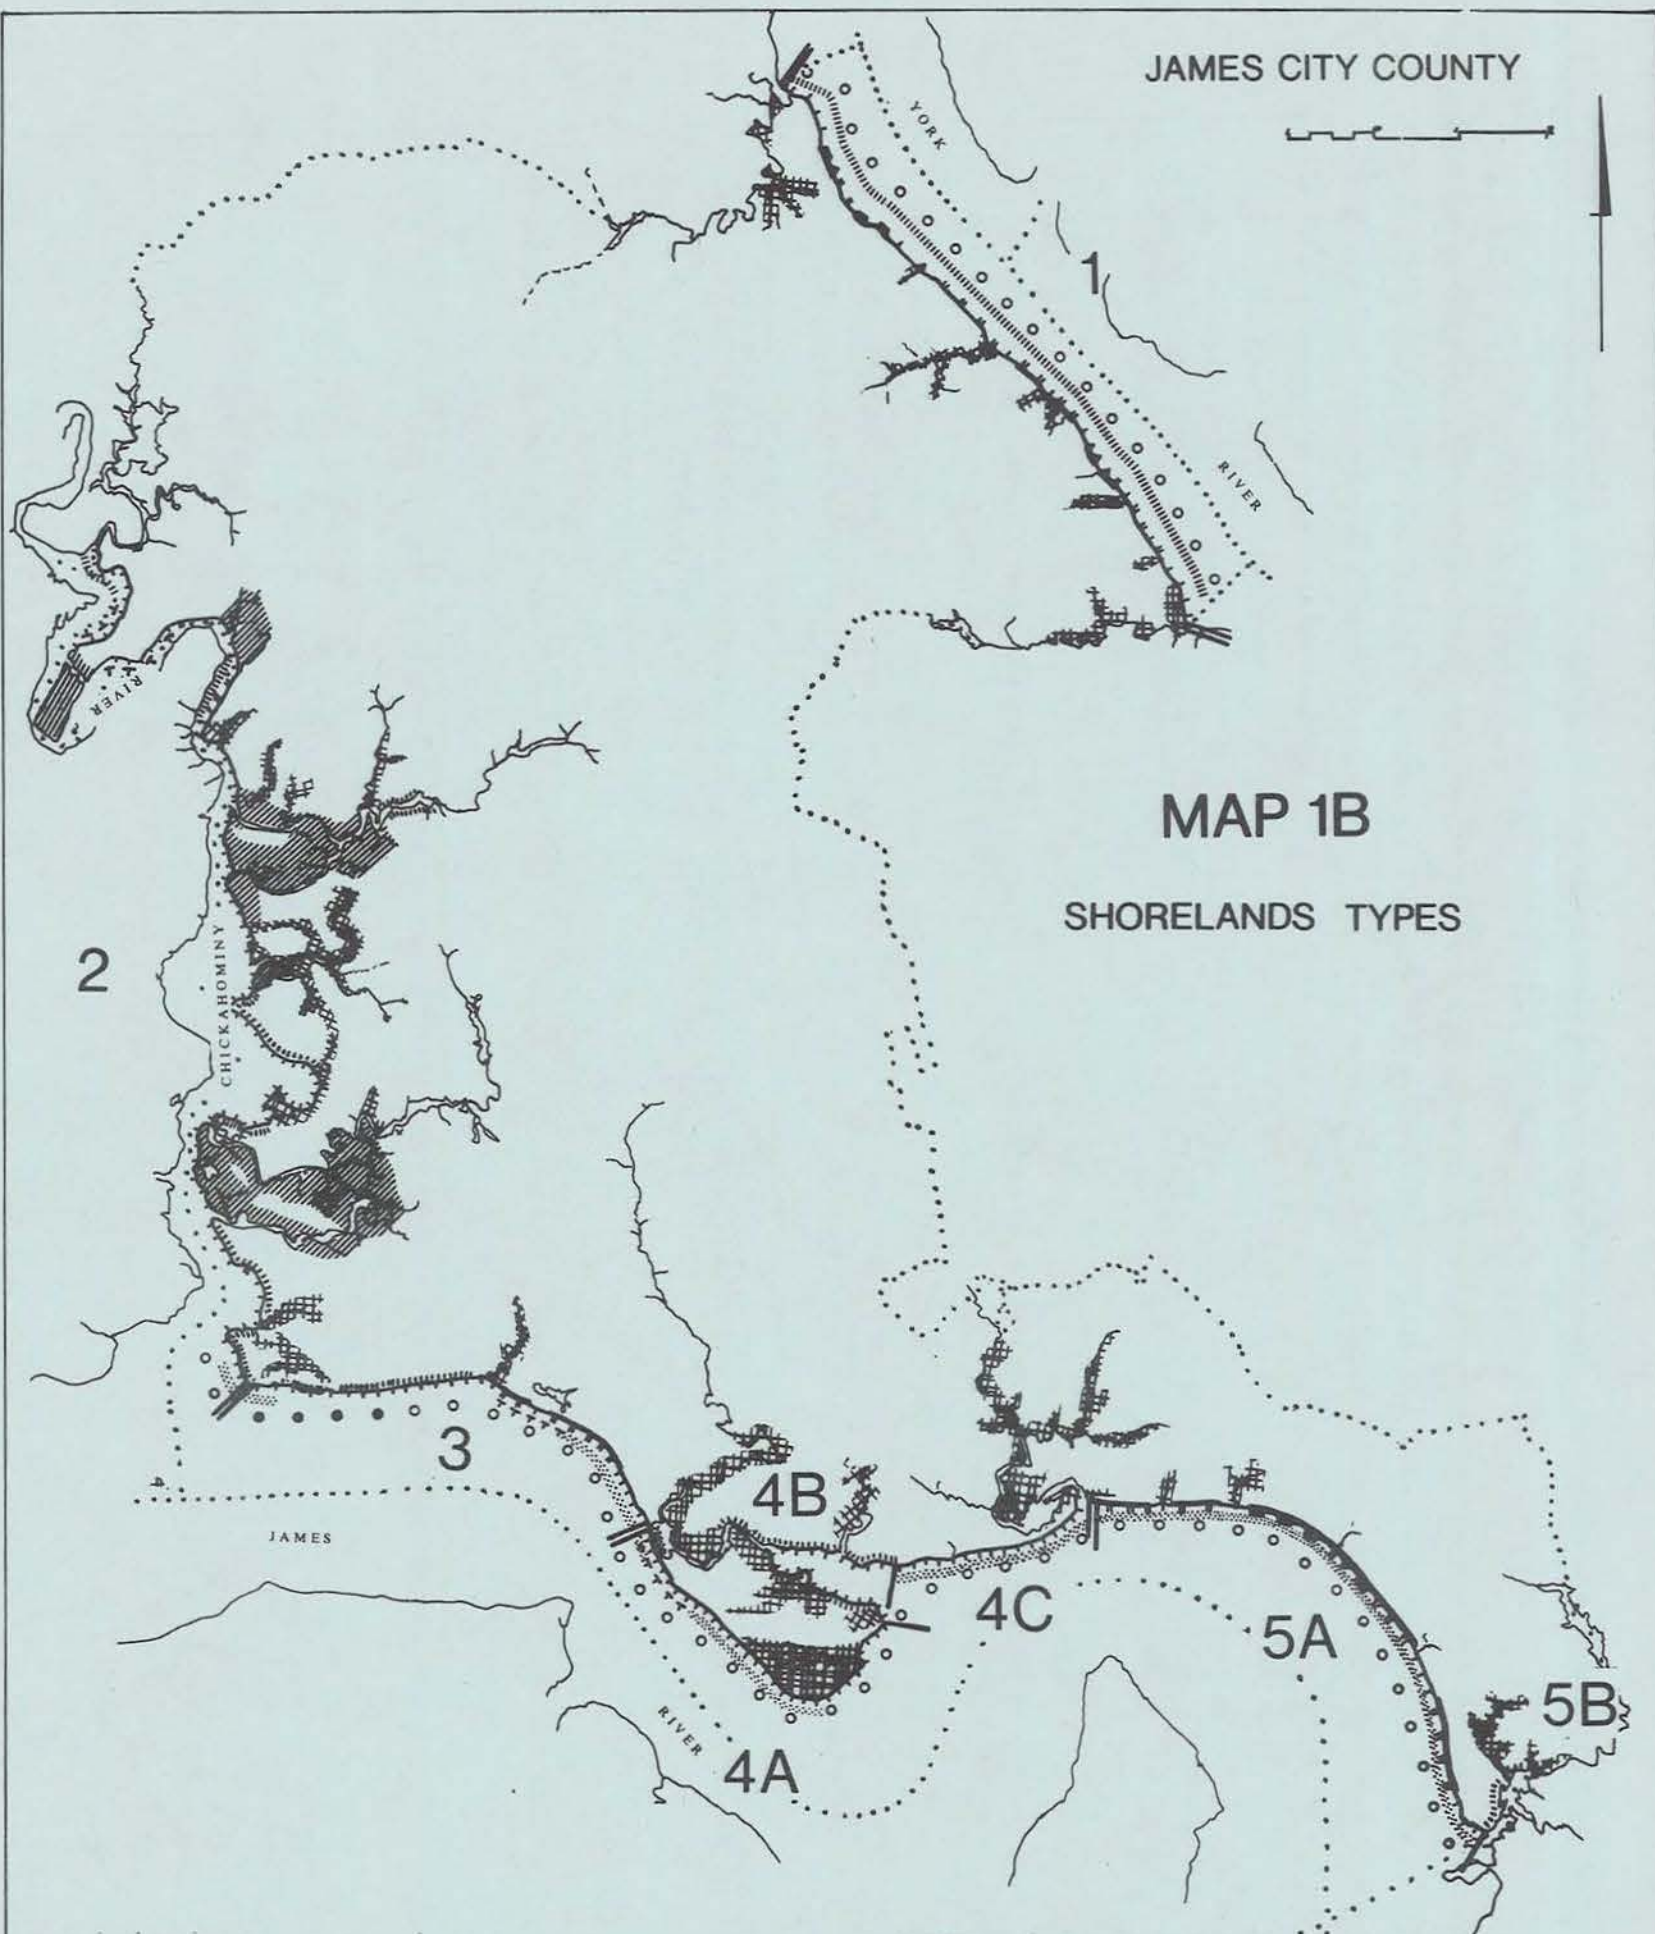 JAMES CITY COUNTY
YORK
RIVER
1
RIVER
MAP 1B
SHORELANDS TYPES
2
CHICKAHOMINY
3
JAMES
4B
4C
5A
5B
RIVER
4A